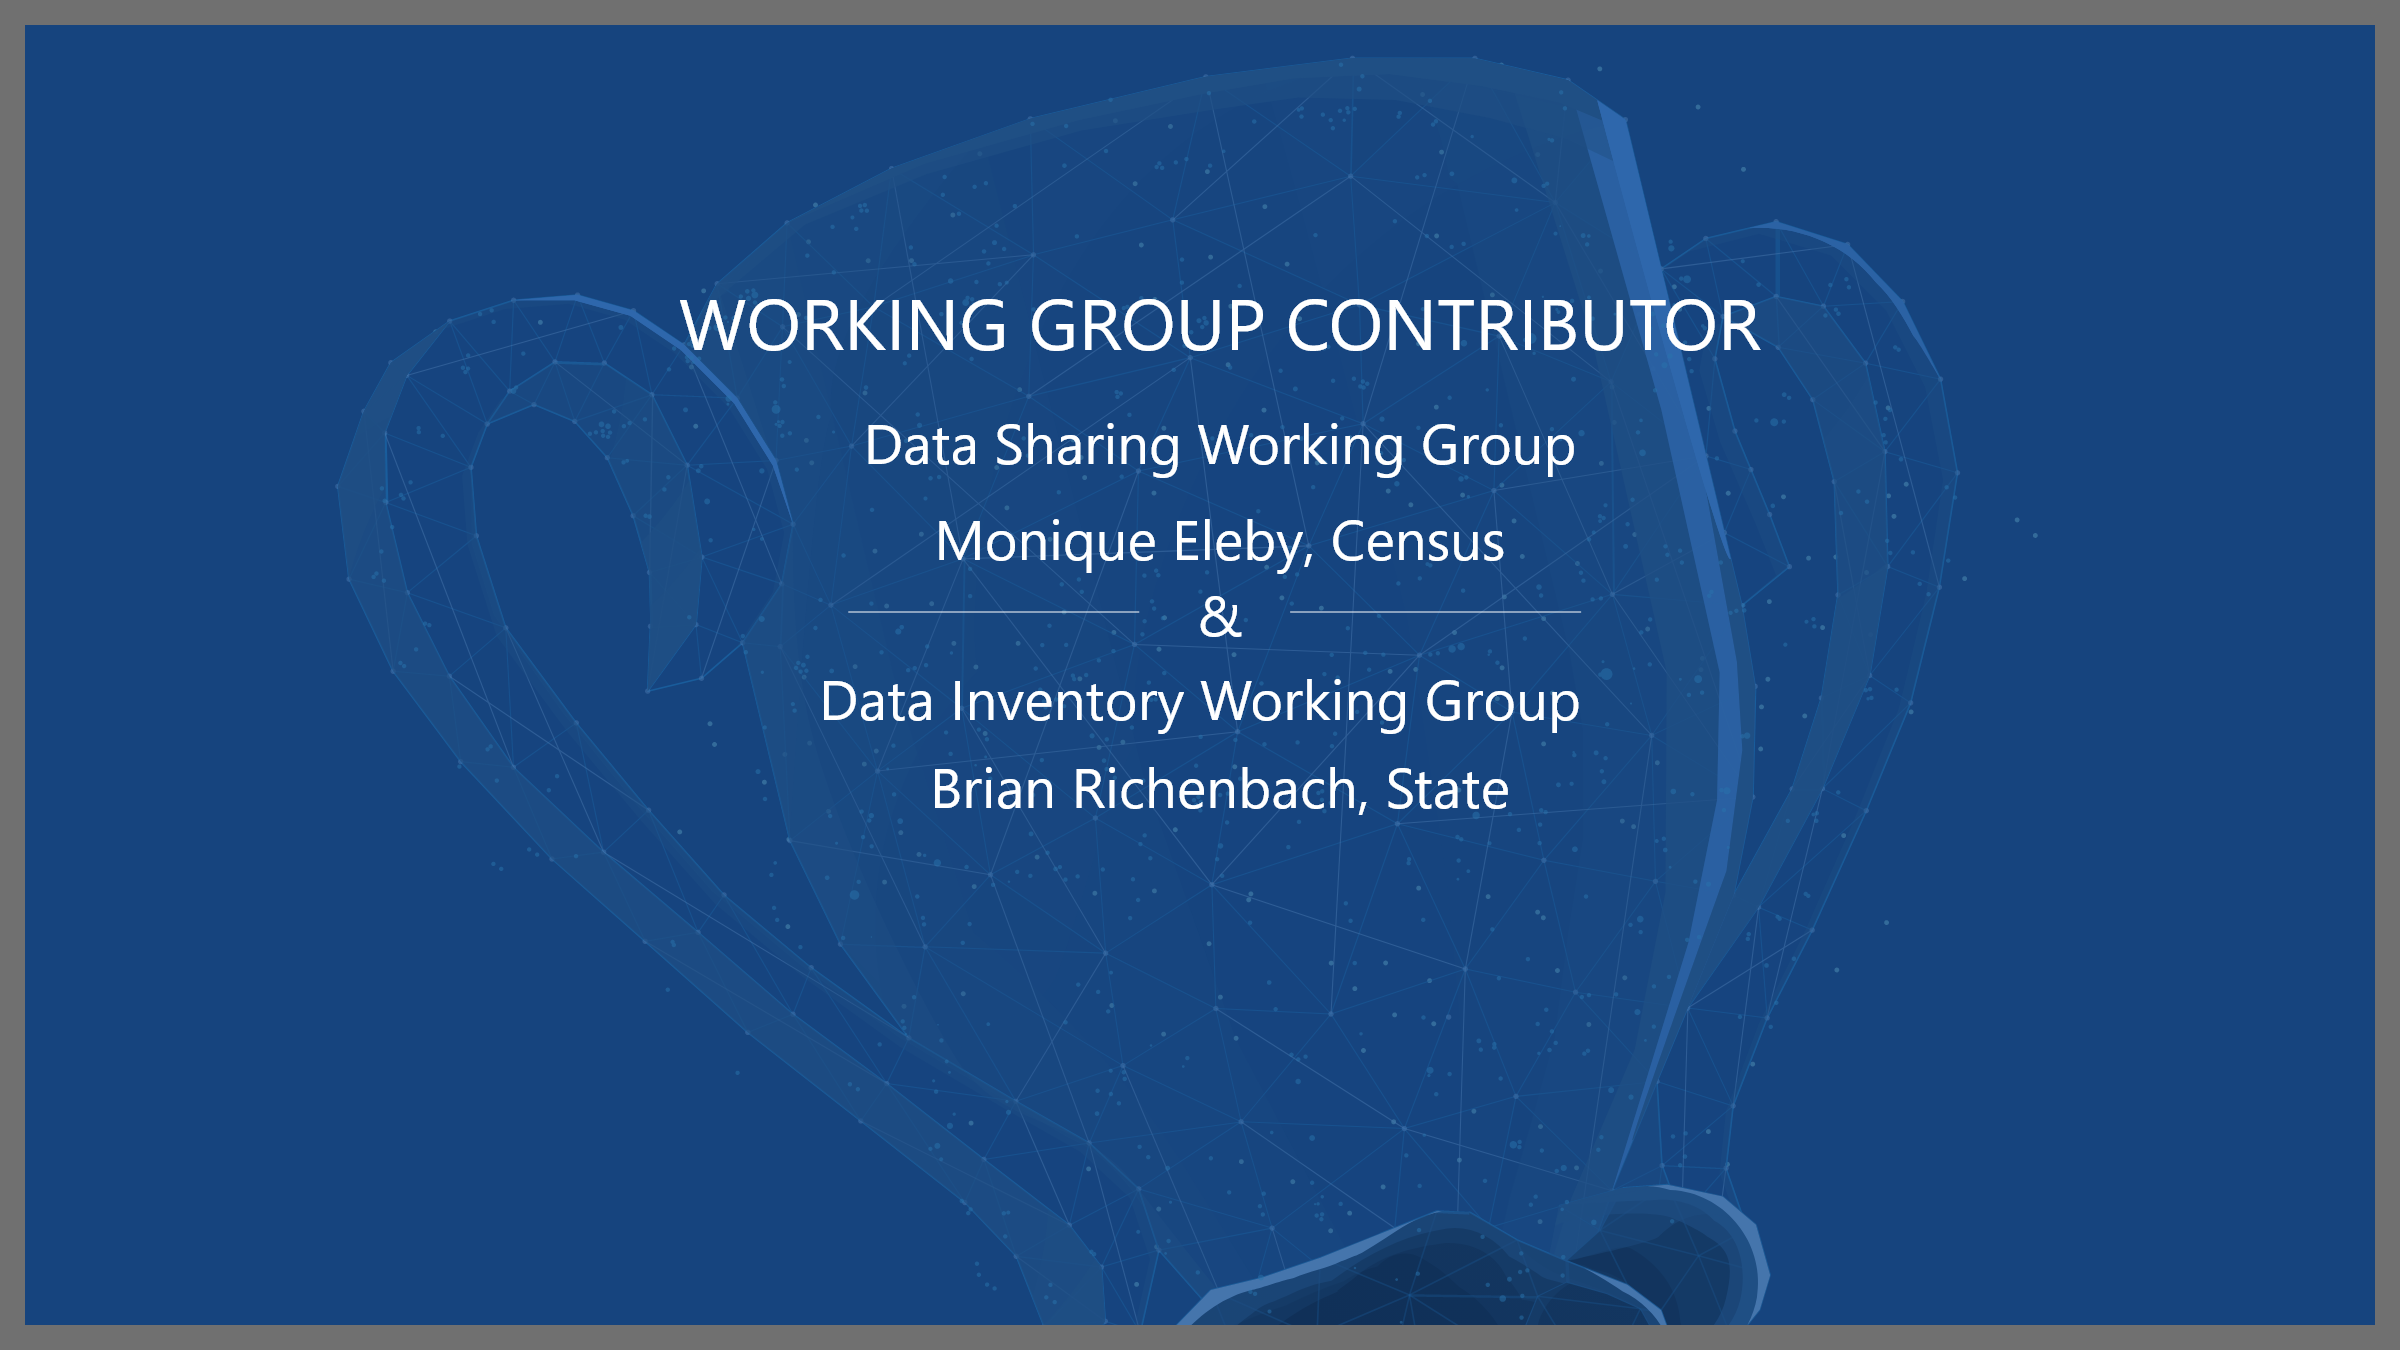 WORKING GROUP CONTRIBUTOR
Data Sharing Working Group
Monique Eleby, Census
&
Data Inventory Working Group
Brian Richenbach, State